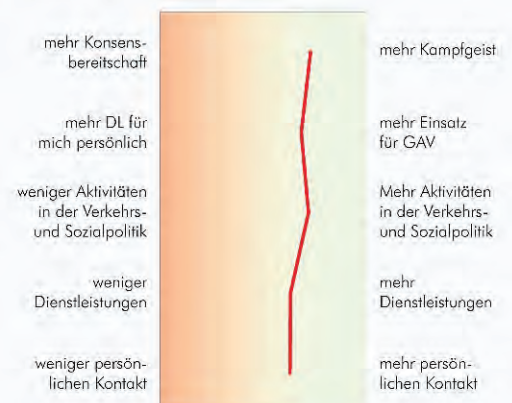 mehr Konsens-
bereitschaft
mehr Kampfgeist
mehr DL für
mich persönlich
mehr Einsatz
für GAV
weniger Aktivitäten
in der Verkehrs-
und Sozialpolitik
Mehr Aktivitäten
in der Verkehrs-
und Sozialpolitik
weniger
Dienstleistungen
mehr
Dienstleistungen
weniger persön-
lichen Kontakt
mehr persön-
lichen Kontakt